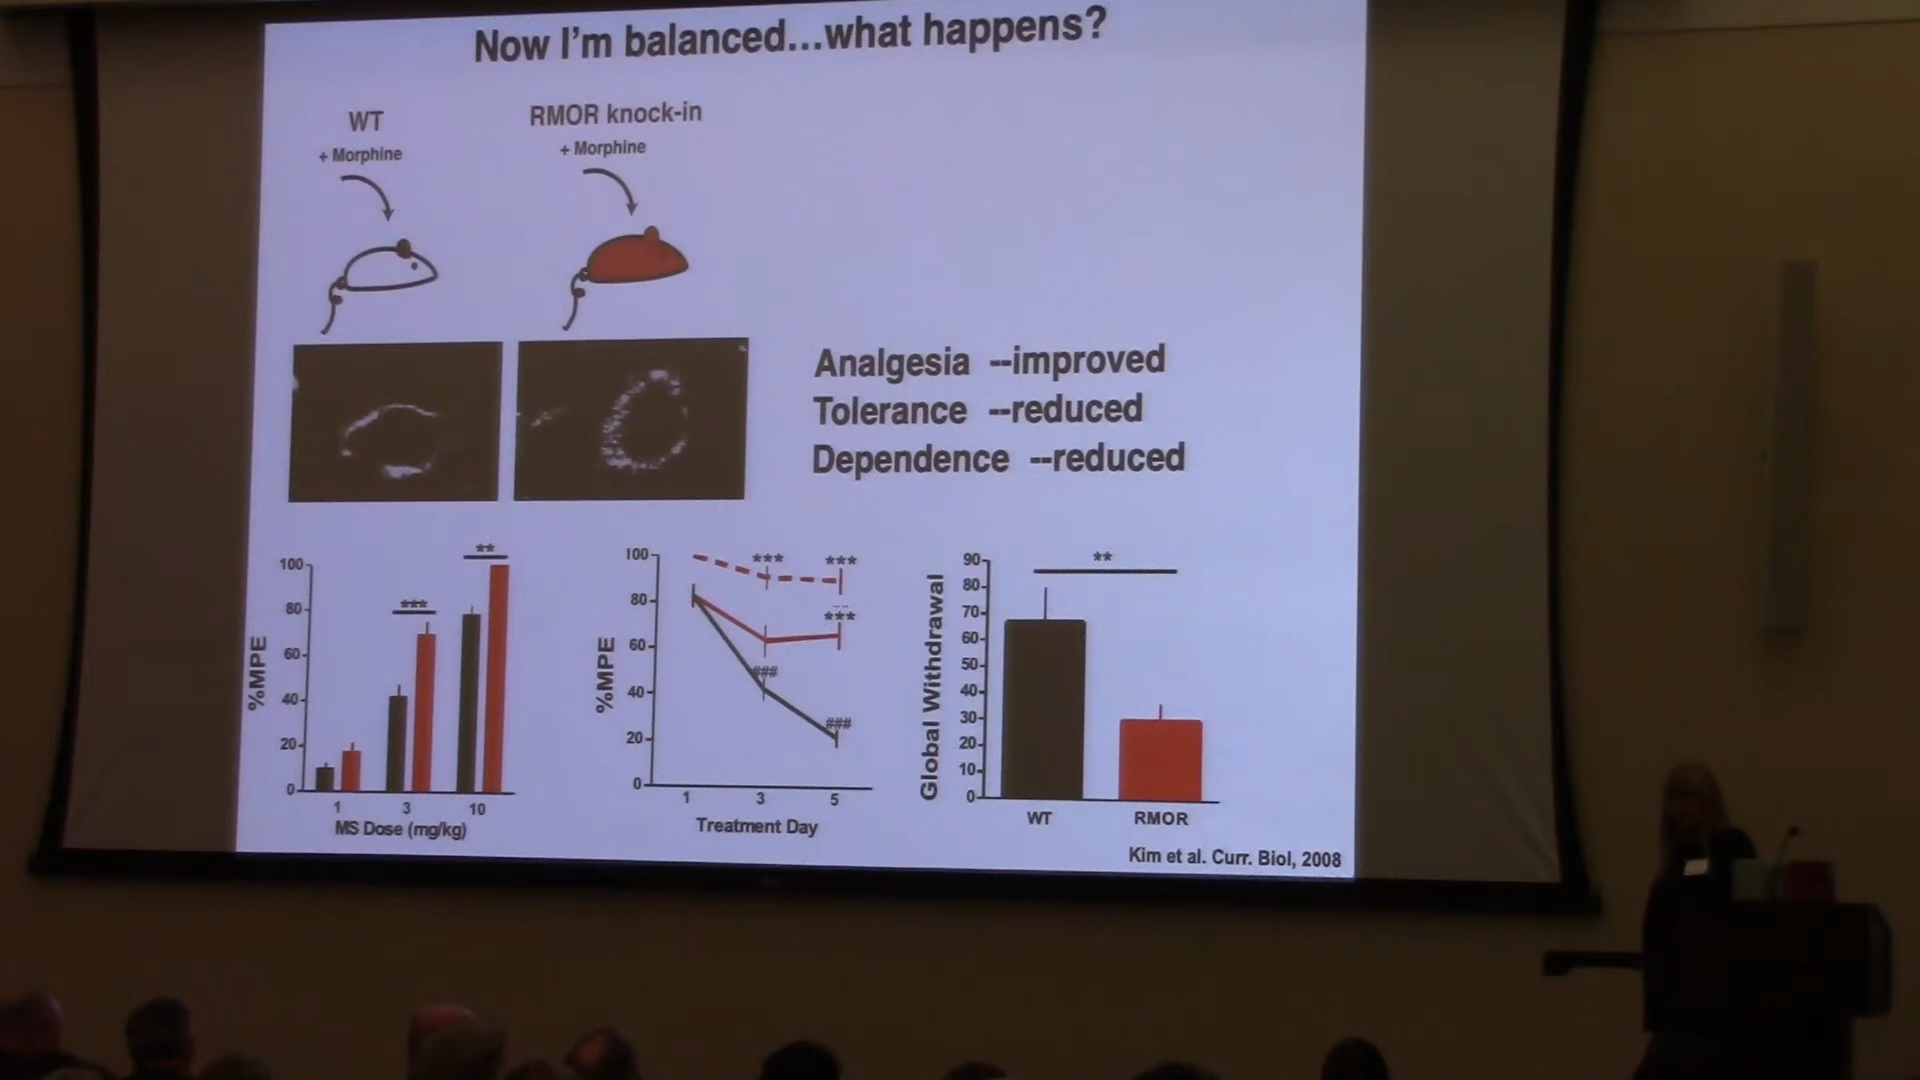 Now I'm balanced...what happens?
WT
+ Morphine
RMOR knock-in
+ Morphine
Analgesia --improved
Tolerance --reduced
Dependence --reduced
%MPE
100
80
60
40
20
0
***
**
1 3 10
MS Dose (mg/kg)
%MPE
100
80
60
40
20
0
*** ***
***
###
###
1 3 5
Treatment Day
Global Withdrawal
90
80
70
60
50
40
30
20
10
0
**
WT RMOR
Kim et al. Curr. Biol, 2008